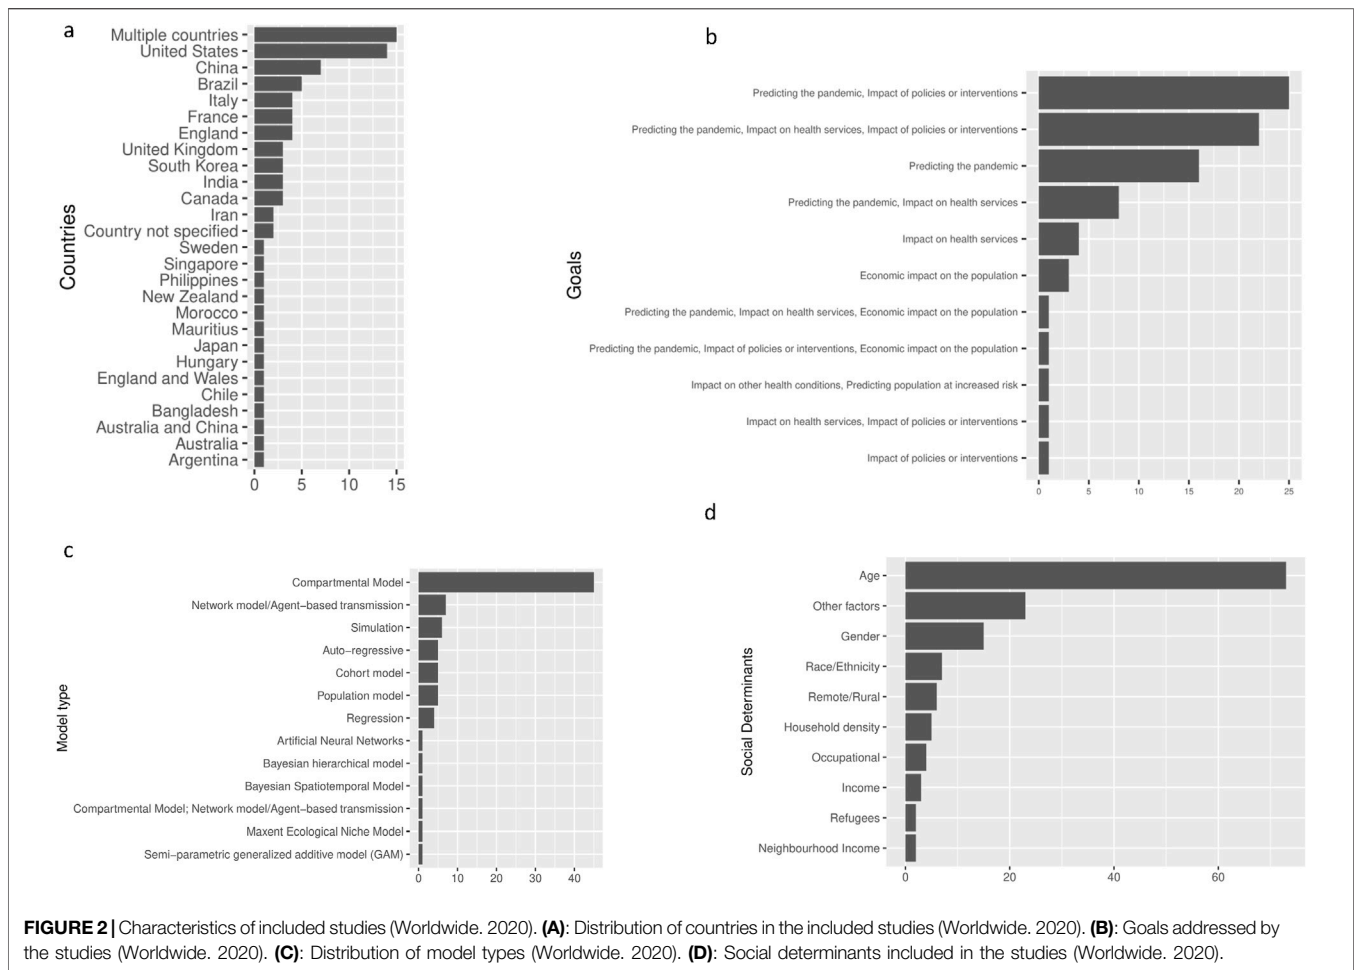 a
Multiple countries
United States
China
Brazil
Italy
France
England
United Kingdom
South Korea
India
Canada
Iran
Country not specified
Sweden
Singapore
Philippines
New Zealand
Morocco
Mauritius
Japan
Hungary
England and Wales
Chile
Bangladesh
Australia and China
Australia
Argentina
Countries
0 5 10 15
b
Predicting the pandemic, Impact of policies or interventions
Predicting the pandemic, Impact on health services, Impact of policies or interventions
Predicting the pandemic
Predicting the pandemic, Impact on health services
Impact on health services
Economic impact on the population
Predicting the pandemic, Impact on health services, Economic impact on the population
Predicting the pandemic, Impact of policies or interventions, Economic impact on the population
Impact on other health conditions, Predicting population at increased risk
Impact on health services, Impact of policies or interventions
Impact of policies or interventions
Goals
0 5 10 15 20 25
c
Compartmental Model
Network model/Agent−based transmission
Simulation
Auto−regressive
Cohort model
Population model
Regression
Artificial Neural Networks
Bayesian hierarchical model
Bayesian Spatiotemporal Model
Compartmental Model; Network model/Agent−based transmission
Maxent Ecological Niche Model
Semi−parametric generalized additive model (GAM)
Model type
0 10 20 30 40
d
Age
Other factors
Gender
Race/Ethnicity
Remote/Rural
Household density
Occupational
Income
Refugees
Neighbourhood Income
Social Determinants
0 20 40 60
FIGURE 2 | Characteristics of included studies (Worldwide. 2020). (A): Distribution of countries in the included studies (Worldwide. 2020). (B): Goals addressed by
the studies (Worldwide. 2020). (C): Distribution of model types (Worldwide. 2020). (D): Social determinants included in the studies (Worldwide. 2020).